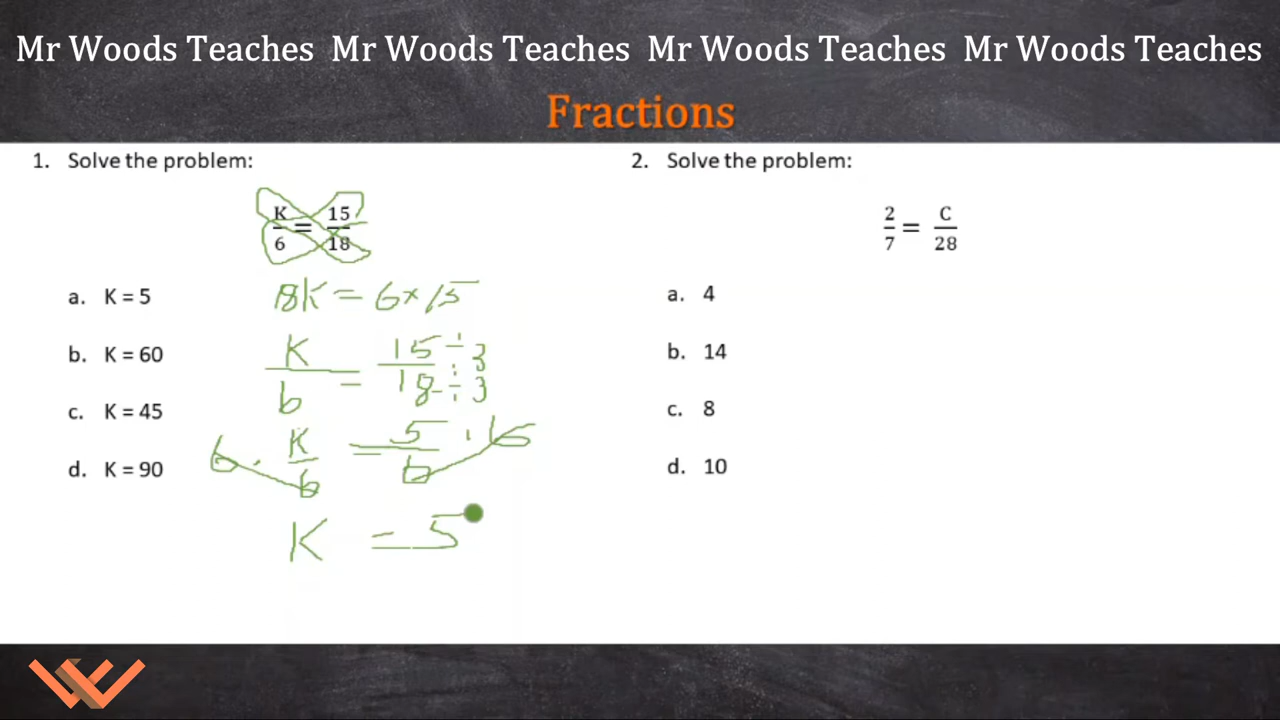 Mr Woods Teaches Mr Woods Teaches Mr Woods Teaches Mr Woods Teaches
Fractions
1. Solve the problem:
K/6 = 15/18
a. K = 5
b. K = 60
c. K = 45
d. K = 90
18K = 6 × 15
K/6 = 15/18 ÷ 3 ÷ 3
6 · K/6 = 5/6 · 6
K = 5
2. Solve the problem:
2/7 = C/28
a. 4
b. 14
c. 8
d. 10